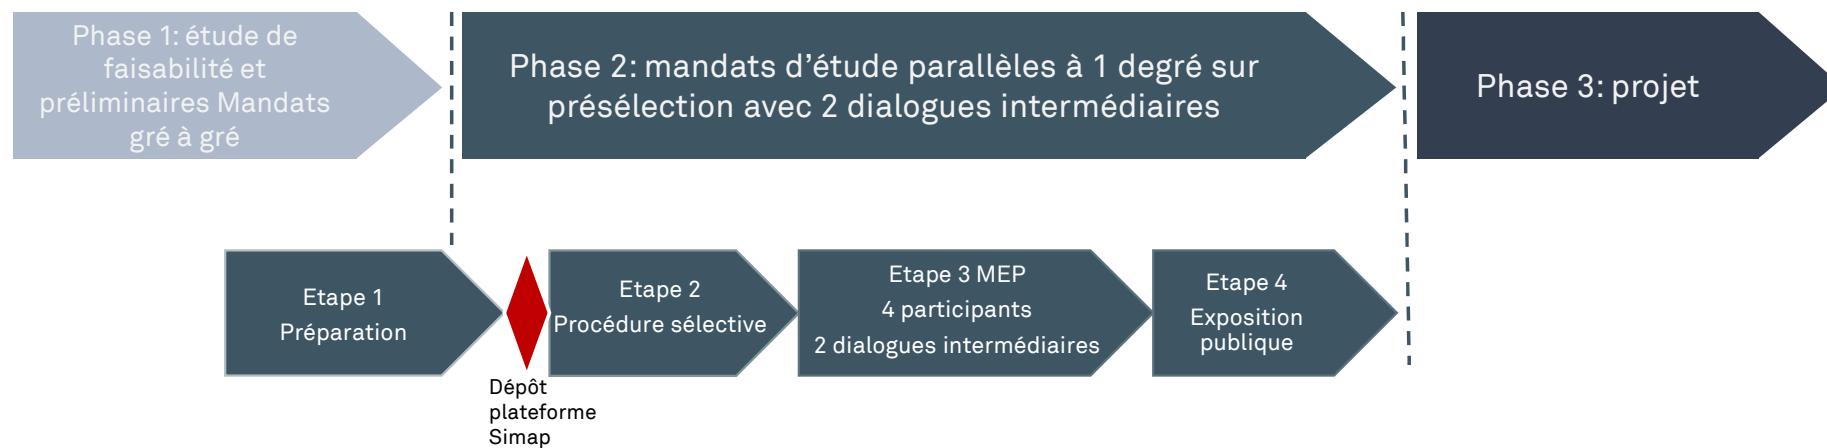 Phase 1: étude de
faisabilité et
préliminaires Mandats
gré à gré
Phase 2: mandats d'étude parallèles à 1 degré sur
présélection avec 2 dialogues intermédiaires
Phase 3: projet
Etape 1
Préparation
Dépôt
plateforme
Simap
Etape 2
Procédure sélective
Etape 3 MEP
4 participants
2 dialogues intermédiaires
Etape 4
Exposition
publique